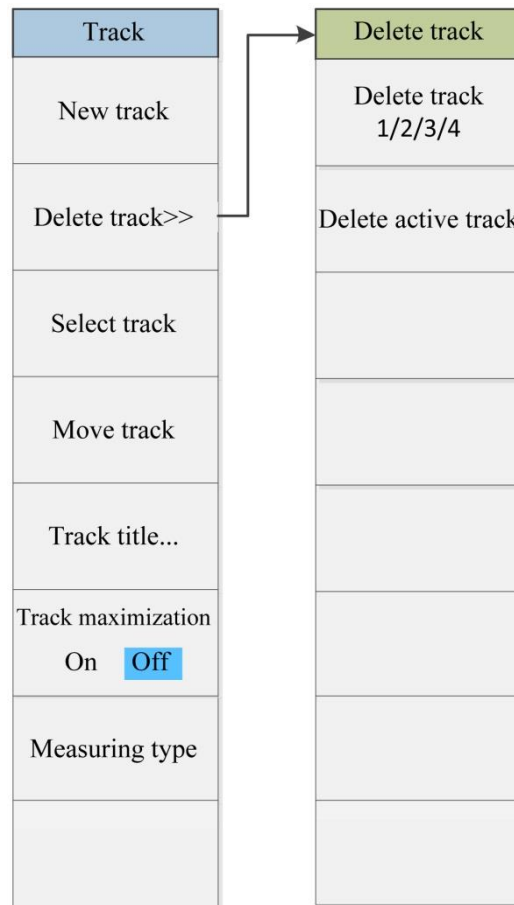 Track
New track
Delete track>>
Select track
Move track
Track title...
Track maximization
On Off
Measuring type
Delete track
Delete track
1/2/3/4
Delete active track